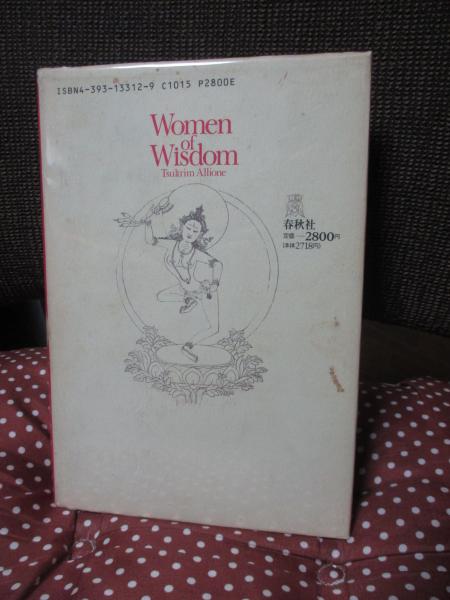 ISBN4-393-13312-9 C1015 P2800E
Women
of
Wisdom
Tsultrim Allione
春秋社
定価 2800円
(本体2718円)